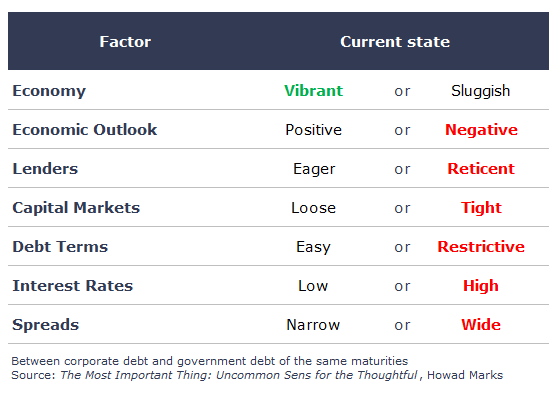 Factor Current state
Economy Vibrant or Sluggish
Economic Outlook Positive or Negative
Lenders Eager or Reticent
Capital Markets Loose or Tight
Debt Terms Easy or Restrictive
Interest Rates Low or High
Spreads Narrow or Wide
Between corporate debt and government debt of the same maturities
Source: The Most Important Thing: Uncommon Sens for the Thoughtful, Howad Marks